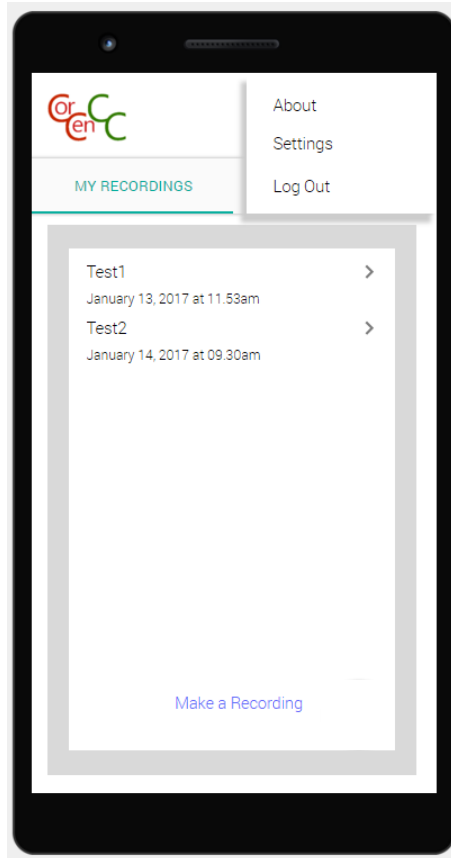 Cor
Cen
CC
About
Settings
Log Out
MY RECORDINGS
Test1
January 13, 2017 at 11.53am
Test2
January 14, 2017 at 09.30am
Make a Recording